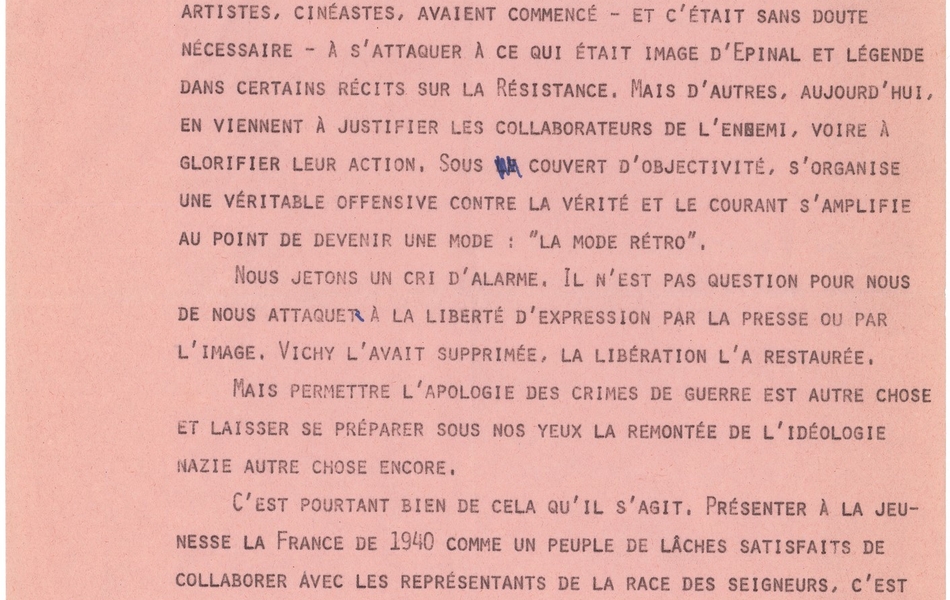 ARTISTES, CINÉASTES, AVAIENT COMMENCÉ - ET C'ÉTAIT SANS DOUTE
NÉCESSAIRE - À S'ATTAQUER À CE QUI ÉTAIT IMAGE D'EPINAL ET LÉGENDE
DANS CERTAINS RÉCITS SUR LA RÉSISTANCE. MAIS D'AUTRES, AUJOURD'HUI,
EN VIENNENT À JUSTIFIER LES COLLABORATEURS DE L'ENNEMI, VOIRE À
GLORIFIER LEUR ACTION. SOUS COUVERT D'OBJECTIVITÉ, S'ORGANISE
UNE VÉRITABLE OFFENSIVE CONTRE LA VÉRITÉ ET LE COURANT S'AMPLIFIE
AU POINT DE DEVENIR UNE MODE : "LA MODE RÉTRO".
NOUS JETONS UN CRI D'ALARME. IL N'EST PAS QUESTION POUR NOUS
DE NOUS ATTAQUER À LA LIBERTÉ D'EXPRESSION PAR LA PRESSE OU PAR
L'IMAGE. VICHY L'AVAIT SUPPRIMÉE, LA LIBÉRATION L'A RESTAURÉE.
MAIS PERMETTRE L'APOLOGIE DES CRIMES DE GUERRE EST AUTRE CHOSE
ET LAISSER SE PRÉPARER SOUS NOS YEUX LA REMONTÉE DE L'IDÉOLOGIE
NAZIE AUTRE CHOSE ENCORE.
C'EST POURTANT BIEN DE CELA QU'IL S'AGIT. PRÉSENTER À LA JEU-
NESSE LA FRANCE DE 1940 COMME UN PEUPLE DE LÂCHES SATISFAITS DE
COLLABORER AVEC LES REPRÉSENTANTS DE LA RACE DES SEIGNEURS, C'EST